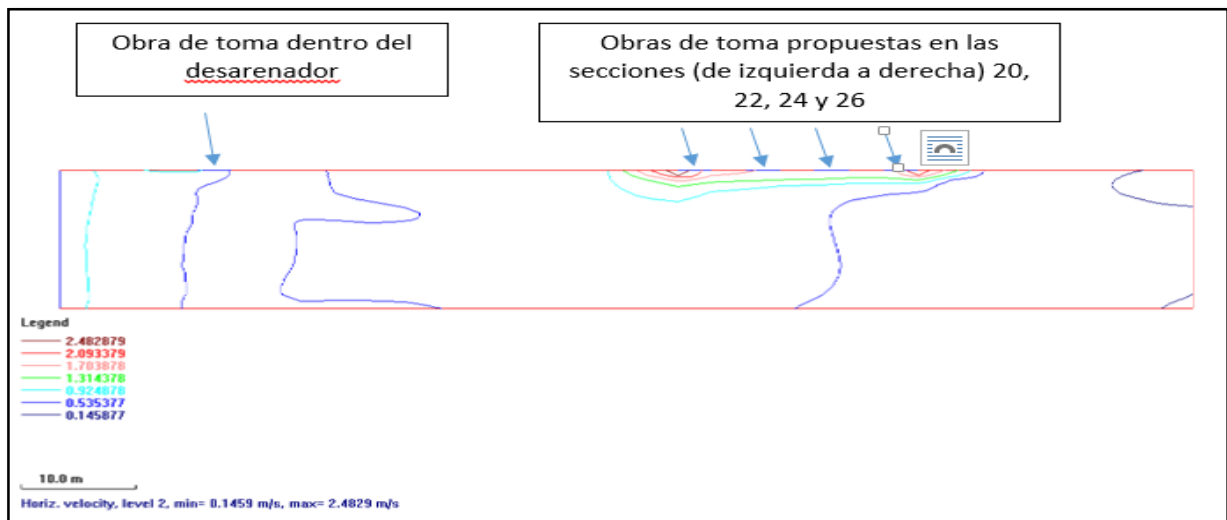 Obra de toma dentro del
desarenador
Obras de toma propuestas en las
secciones (de izquierda a derecha) 20,
22, 24 y 26
Legend
2.482879
2.093379
1.703878
1.314378
0.924878
0.535377
0.145877
10.0 m
Horiz. velocity, level 2, min= 0.1459 m/s, max= 2.4829 m/s